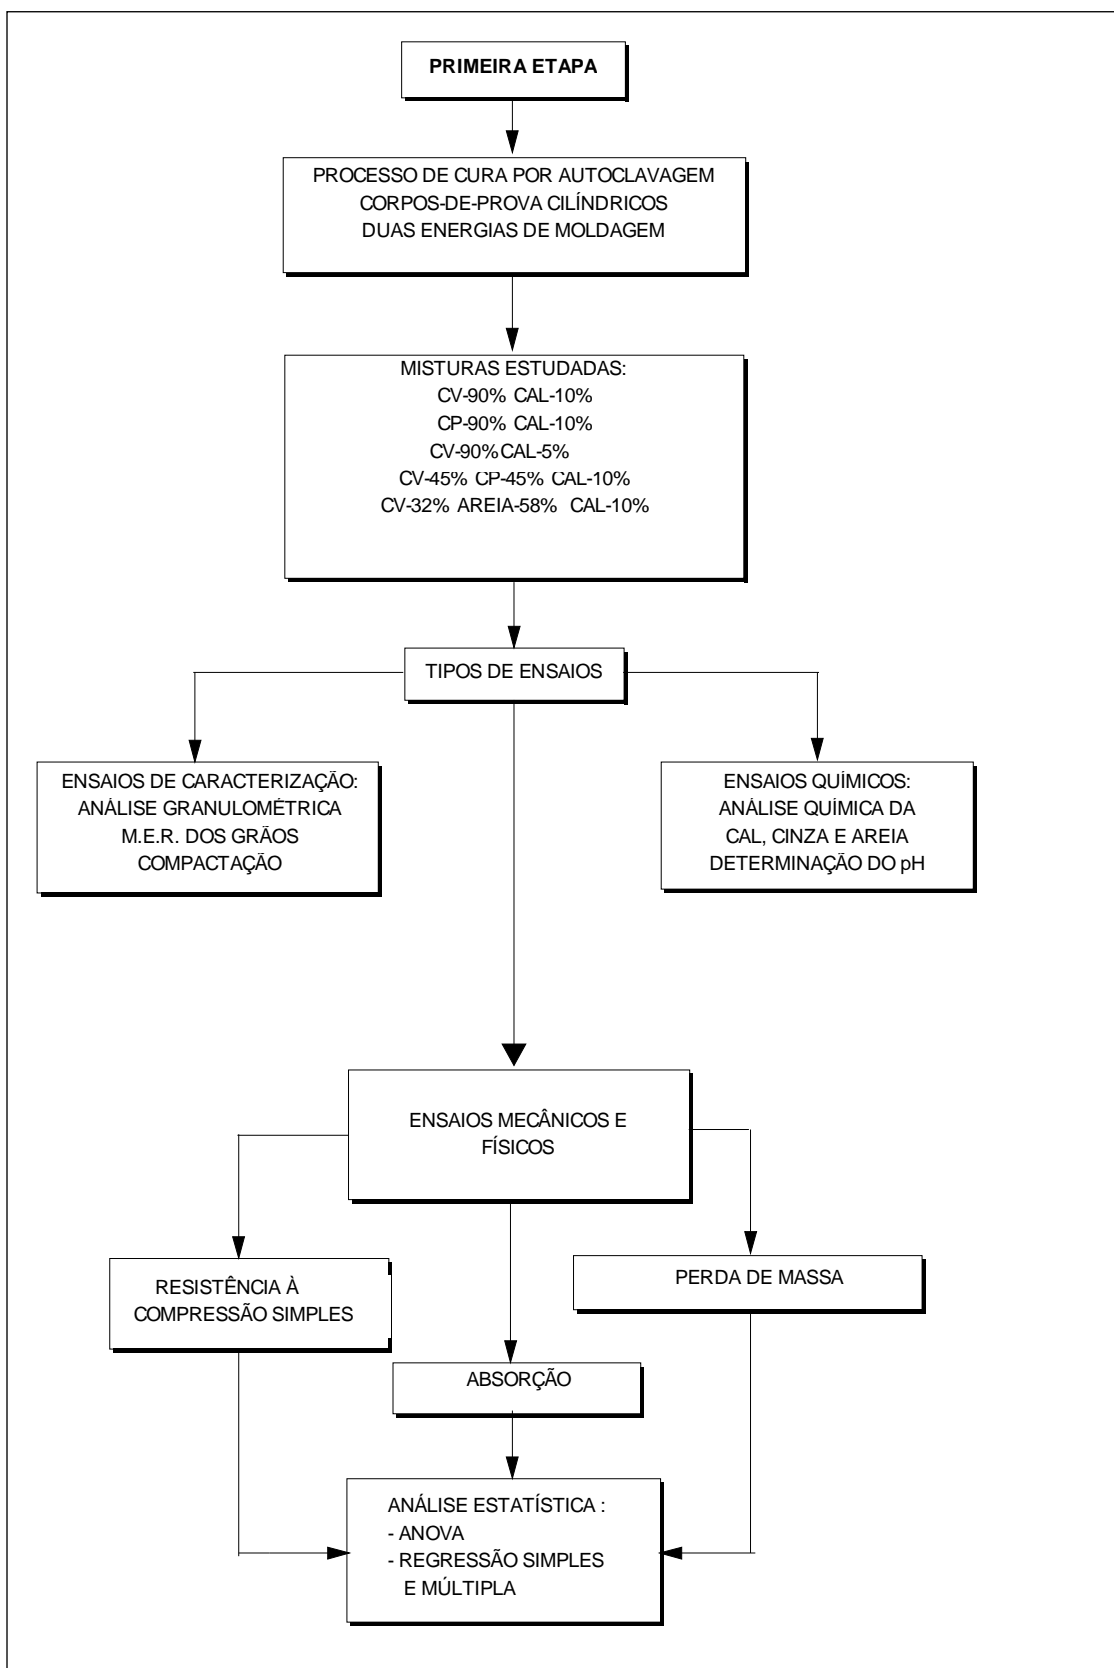 PRIMEIRA ETAPA
PROCESSO DE CURA POR AUTOCLAVAGEM
CORPOS-DE-PROVA CILÍNDRICOS
DUAS ENERGIAS DE MOLDAGEM
MISTURAS ESTUDADAS:
CV-90% CAL-10%
CP-90% CAL-10%
CV-90%CAL-5%
CV-45% CP-45% CAL-10%
CV-32% AREIA-58% CAL-10%
TIPOS DE ENSAIOS
ENSAIOS DE CARACTERIZAÇÃO:
ANÁLISE GRANULOMÉTRICA
M.E.R. DOS GRÃOS
COMPACTAÇÃO
ENSAIOS QUÍMICOS:
ANÁLISE QUÍMICA DA
CAL, CINZA E AREIA
DETERMINAÇÃO DO pH
ENSAIOS MECÂNICOS E
FÍSICOS
RESISTÊNCIA À
COMPRESSÃO SIMPLES
PERDA DE MASSA
ABSORÇÃO
ANÁLISE ESTATÍSTICA :
- ANOVA
- REGRESSÃO SIMPLES
E MÚLTIPLA